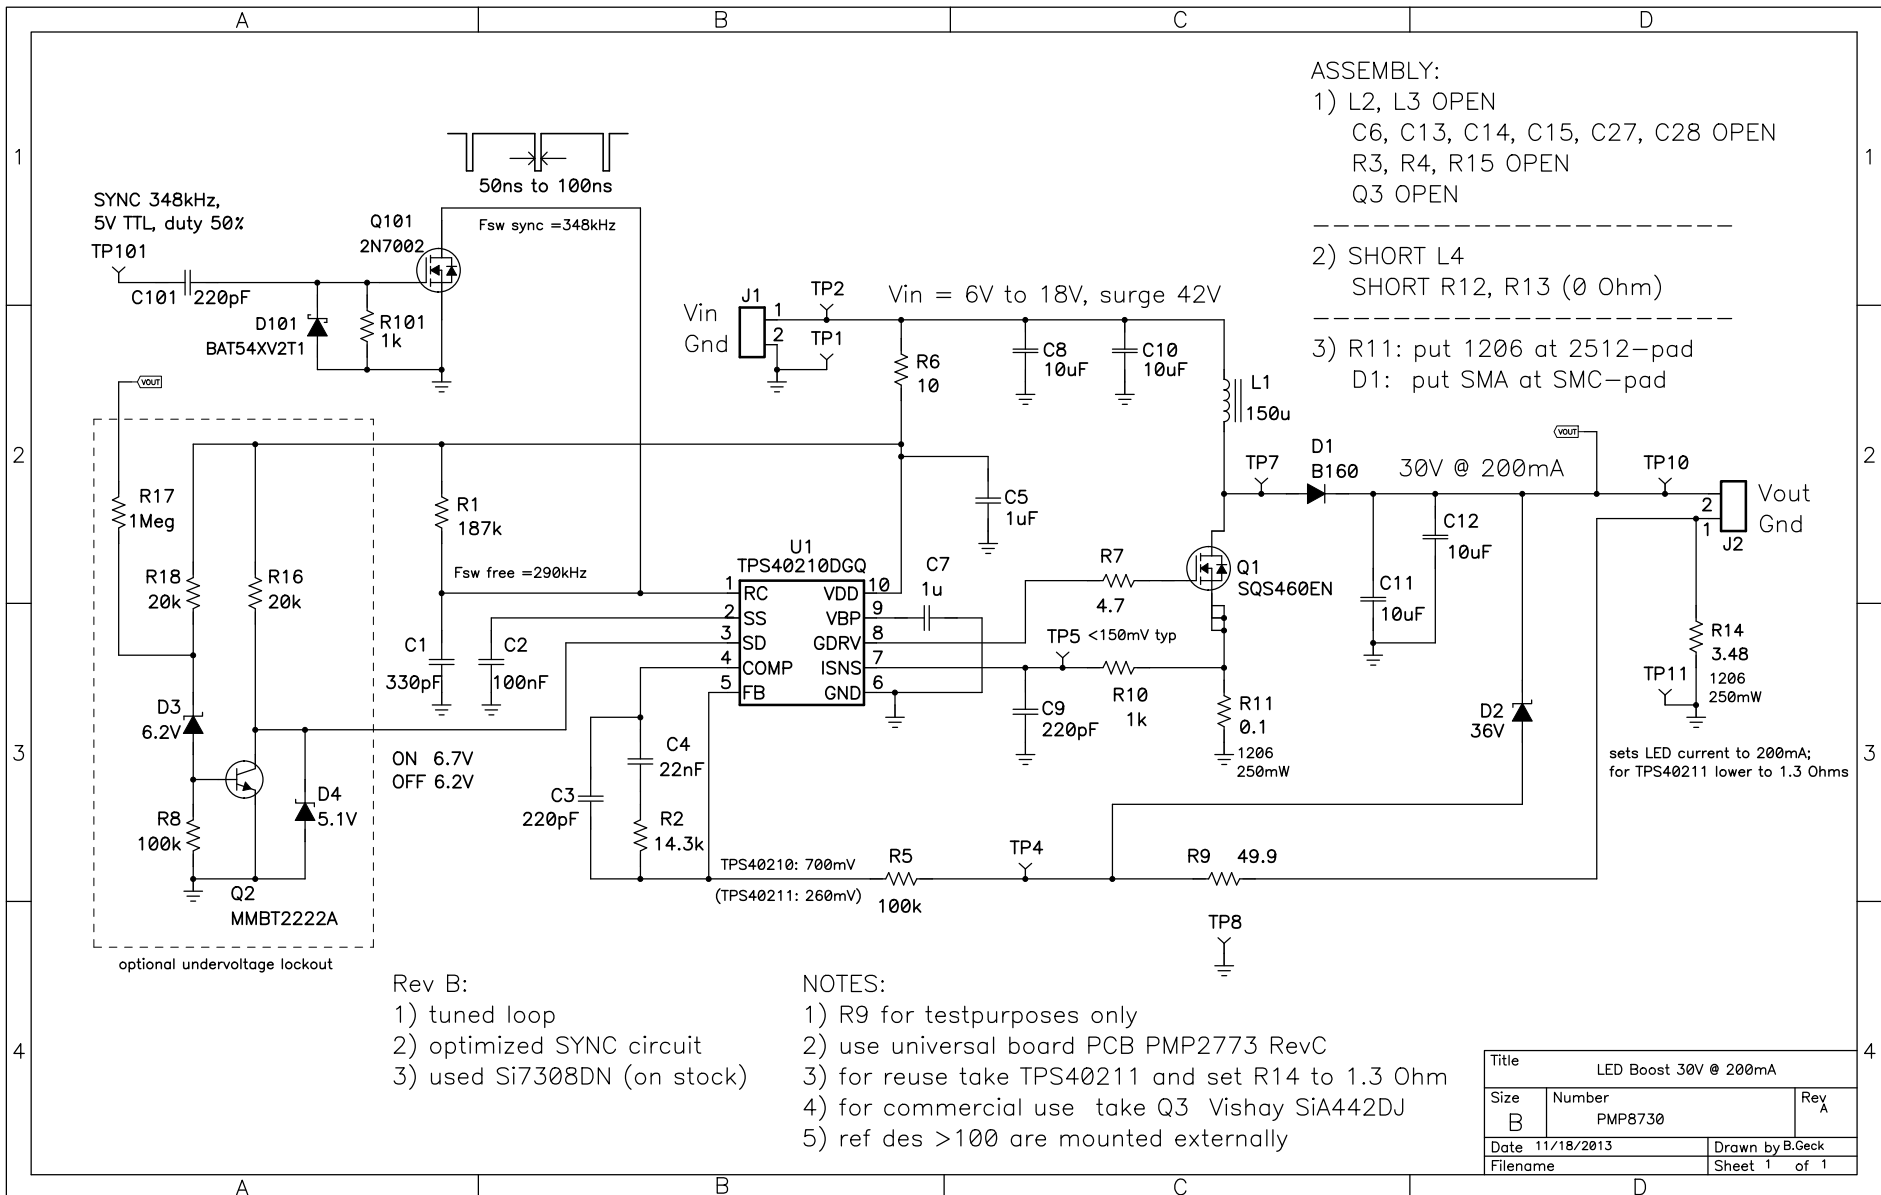 A
B
C
D
1
2
3
4
1
2
3
4
A
B
C
D
ASSEMBLY:
1) L2, L3 OPEN
C6, C13, C14, C15, C27, C28 OPEN
R3, R4, R15 OPEN
Q3 OPEN
2) SHORT L4
SHORT R12, R13 (0 Ohm)
3) R11: put 1206 at 2512-pad
D1: put SMA at SMC-pad
50ns to 100ns
SYNC 348kHz,
5V TTL, duty 50%
TP101
Q101
2N7002
Fsw sync =348kHz
C101
220pF
D101
BAT54XV2T1
R101
1k
VOUT
J1
Vin
Gnd
1
2
TP2
TP1
Vin = 6V to 18V, surge 42V
R6
10
C8
10uF
C10
10uF
L1
150u
VOUT
TP7
D1
B160
30V @ 200mA
TP10
Vout
Gnd
2
1
J2
R17
1Meg
R18
20k
R16
20k
R1
187k
Fsw free =290kHz
C5
1uF
U1
TPS40210DGQ
1
RC
2
SS
3
SD
4
COMP
5
FB
VDD
10
VBP
9
GDRV
8
ISNS
7
GND
6
C7
1u
R7
4.7
Q1
SQS460EN
C12
10uF
C11
10uF
TP5
<150mV typ
R10
1k
C9
220pF
R11
0.1
1206
250mW
R14
3.48
1206
250mW
TP11
D2
36V
sets LED current to 200mA;
for TPS40211 lower to 1.3 Ohms
C1
330pF
C2
100nF
D3
6.2V
ON 6.7V
OFF 6.2V
D4
5.1V
R8
100k
Q2
MMBT2222A
optional undervoltage lockout
C4
22nF
C3
220pF
R2
14.3k
TPS40210: 700mV
(TPS40211: 260mV)
R5
100k
TP4
R9
49.9
TP8
Rev B:
1) tuned loop
2) optimized SYNC circuit
3) used Si7308DN (on stock)
NOTES:
1) R9 for testpurposes only
2) use universal board PCB PMP2773 RevC
3) for reuse take TPS40211 and set R14 to 1.3 Ohm
4) for commercial use take Q3 Vishay SiA442DJ
5) ref des >100 are mounted externally
Title
LED Boost 30V @ 200mA
Size
B
Number
PMP8730
Rev
A
Date 11/18/2013
Drawn by B.Geck
Filename
Sheet 1 of 1